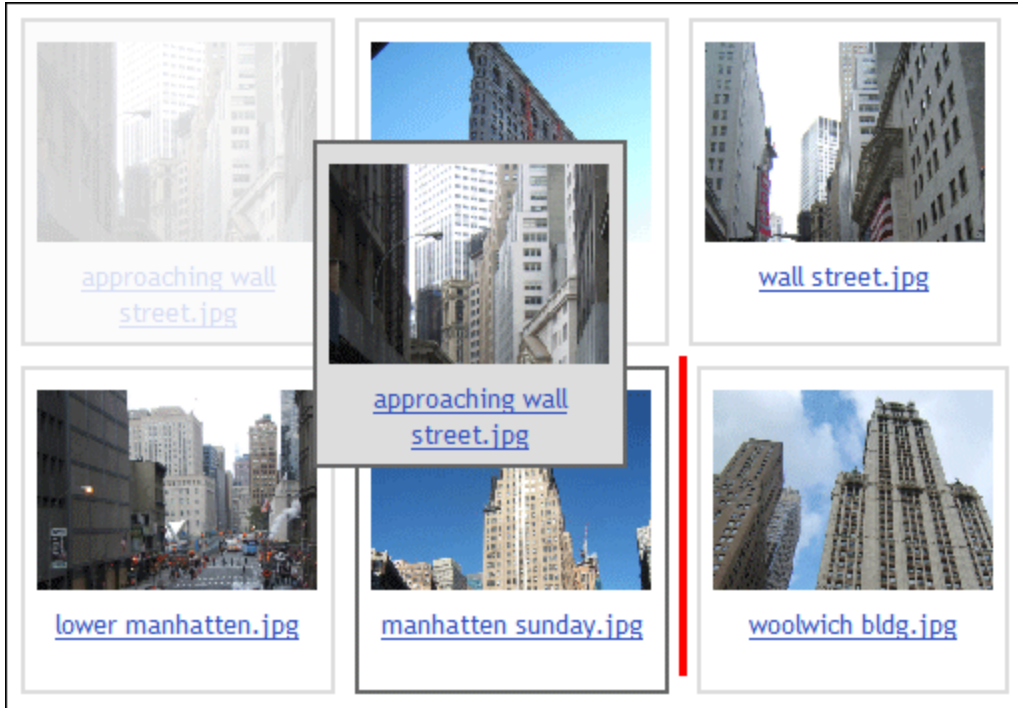 approaching wall
street.jpg
wall street.jpg
approaching wall
street.jpg
lower manhatten.jpg
manhatten sunday.jpg
woolwich bldg.jpg